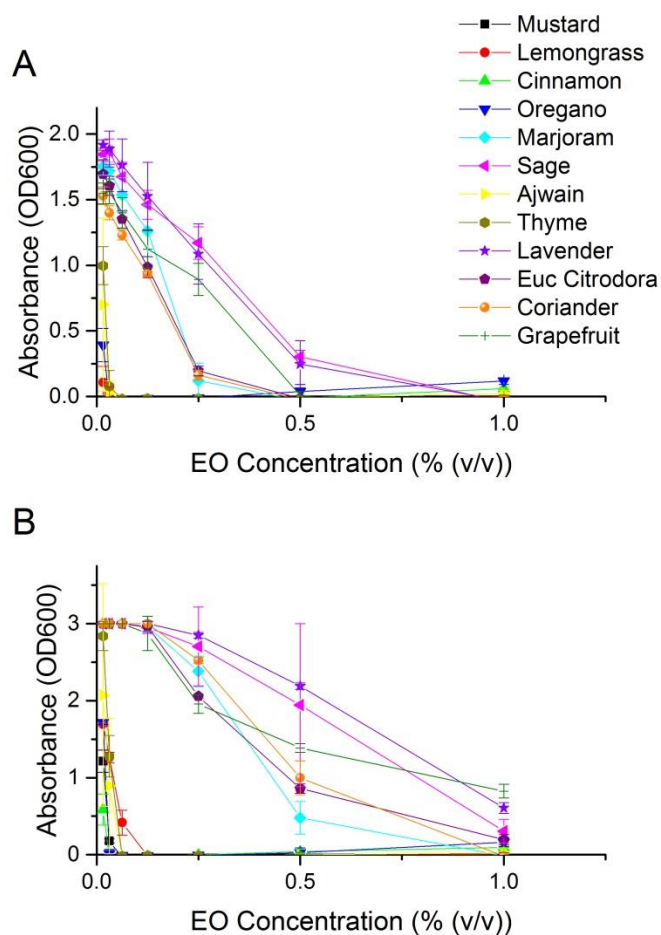 Mustard
Lemongrass
Cinnamon
Oregano
Marjoram
Sage
Ajwain
Thyme
Lavender
Euc Citrodora
Coriander
Grapefruit
A
Absorbance (OD600)
2.0
1.5
1.0
0.5
0.0
0.0 0.5 1.0
EO Concentration (% (v/v))
B
Absorbance (OD600)
3
2
1
0
0.0 0.5 1.0
EO Concentration (% (v/v))